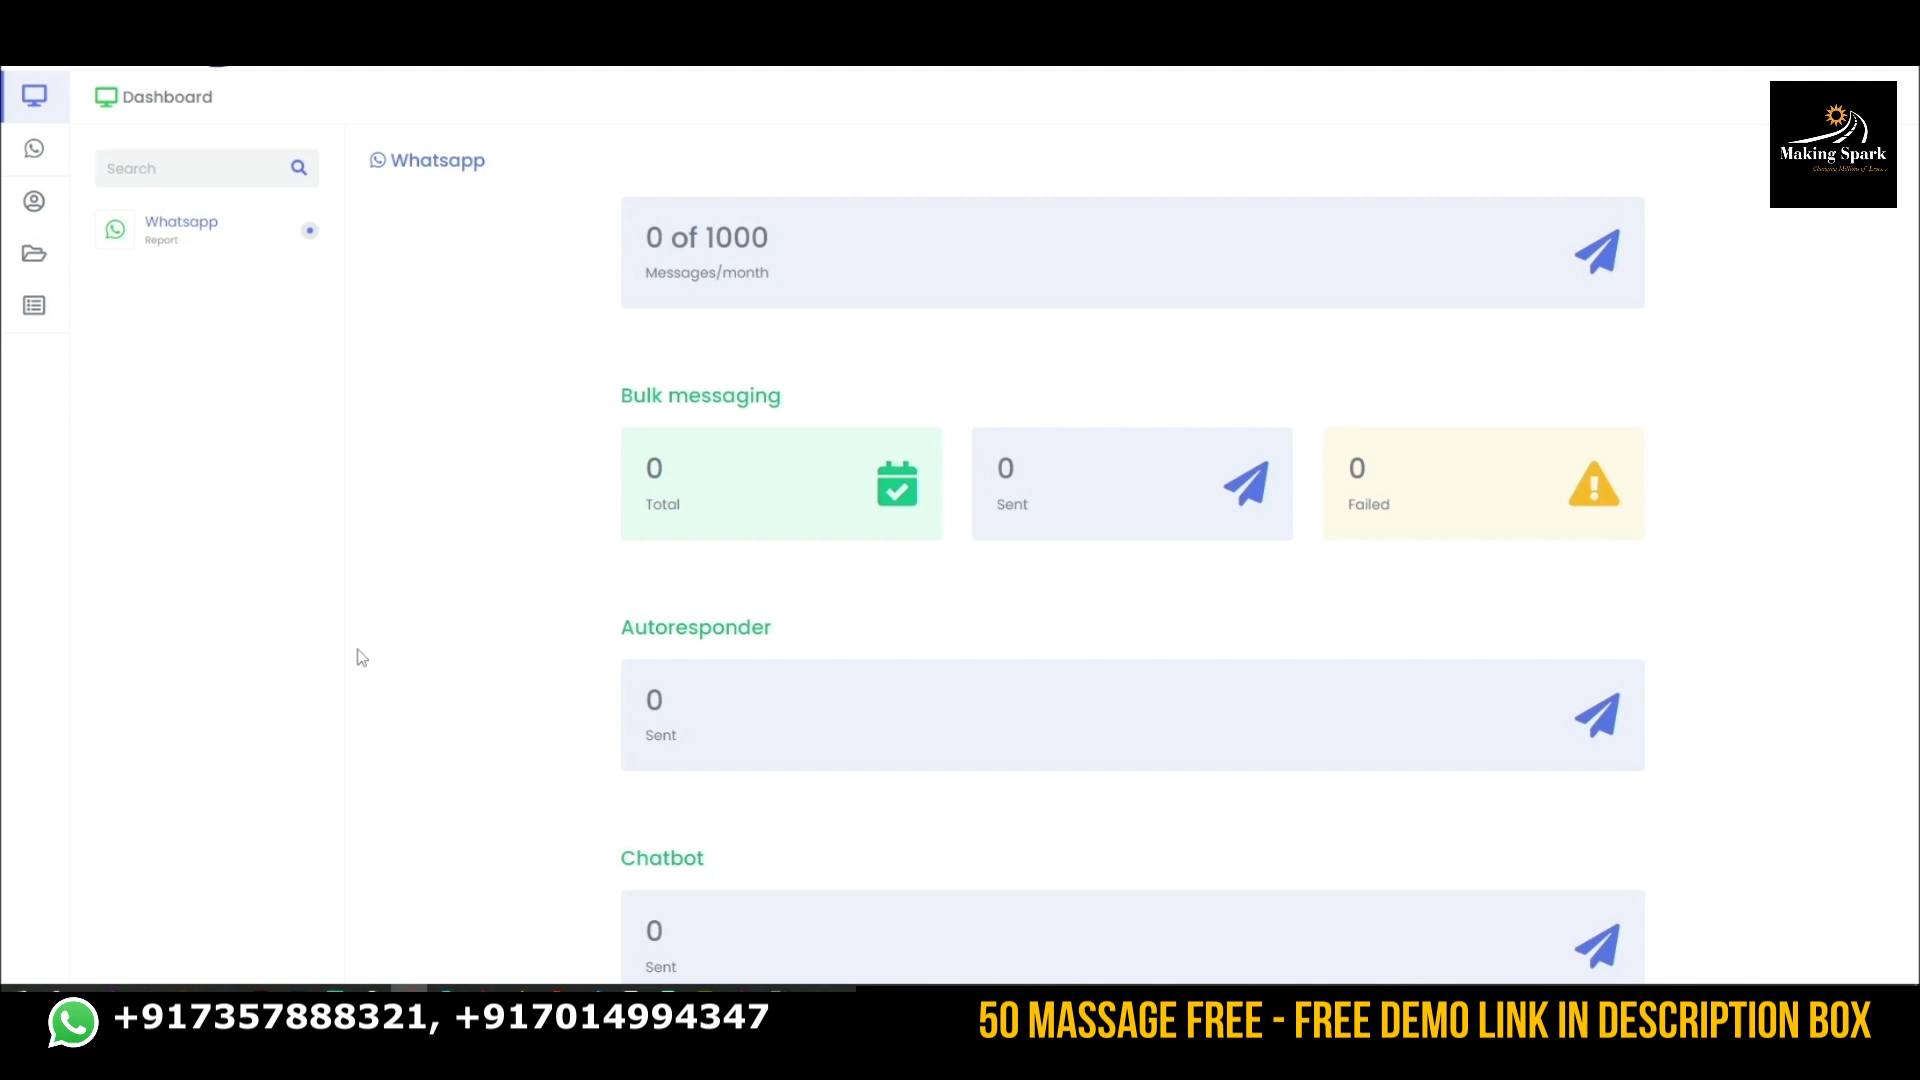 Dashboard
Making Spark
Search
Whatsapp
Report
Whatsapp
0 of 1000
Messages/month
Bulk messaging
0
Total
0
Sent
0
Failed
Autoresponder
0
Sent
Chatbot
0
Sent
+917357888321, +917014994347
50 MASSAGE FREE - FREE DEMO LINK IN DESCRIPTION BOX